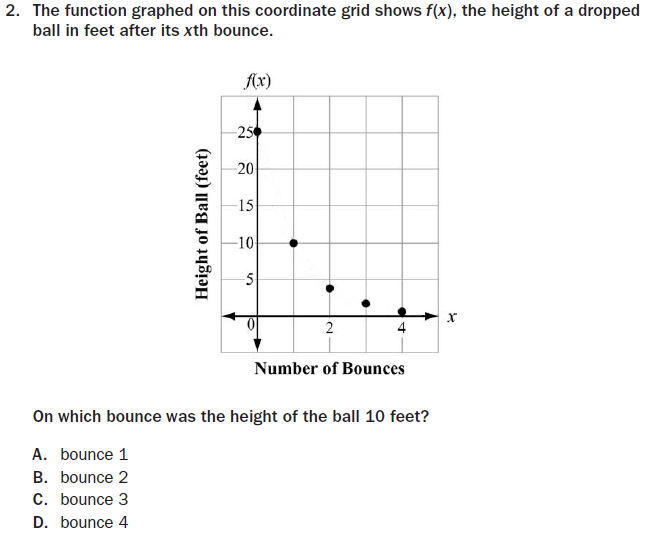 2. The function graphed on this coordinate grid shows f(x), the height of a dropped
ball in feet after its xth bounce.
f(x)
25
20
15
10
5
0
2
4
x
Height of Ball (feet)
Number of Bounces
On which bounce was the height of the ball 10 feet?
A. bounce 1
B. bounce 2
C. bounce 3
D. bounce 4